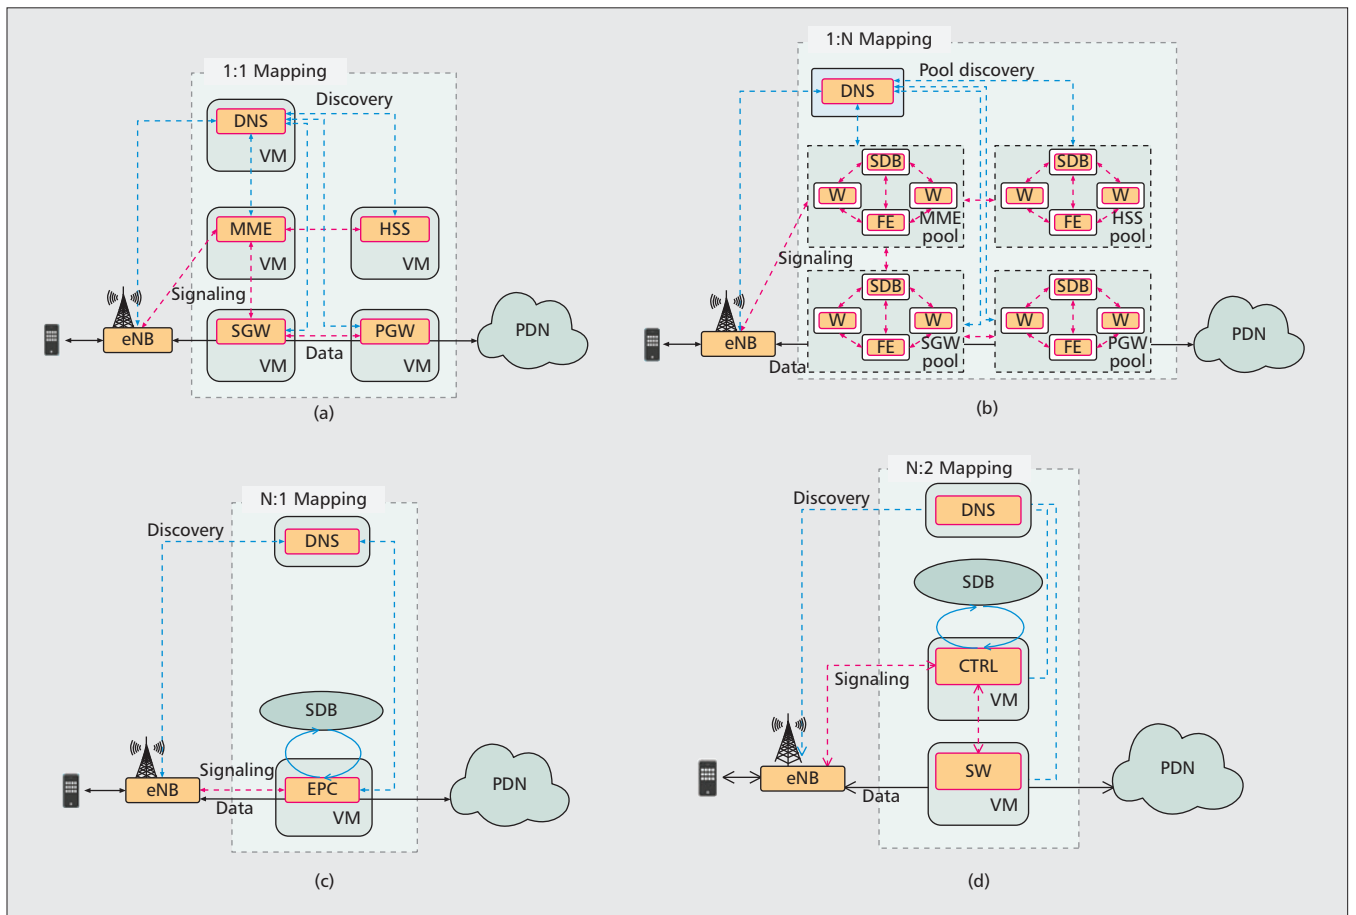 1:1 Mapping
Discovery
DNS
VM
MME
VM
HSS
VM
Signaling
eNB
SGW
VM
Data
PGW
VM
PDN
(a)
1:N Mapping
Pool discovery
DNS
SDB
W
W
FE
MME
pool
SDB
W
W
FE
HSS
pool
Signaling
eNB
Data
SDB
W
W
FE
SGW
pool
SDB
W
W
FE
PGW
pool
PDN
(b)
N:1 Mapping
Discovery
DNS
SDB
Signaling
eNB
Data
EPC
VM
PDN
(c)
N:2 Mapping
Discovery
DNS
SDB
CTRL
VM
Signaling
eNB
Data
SW
VM
PDN
(d)